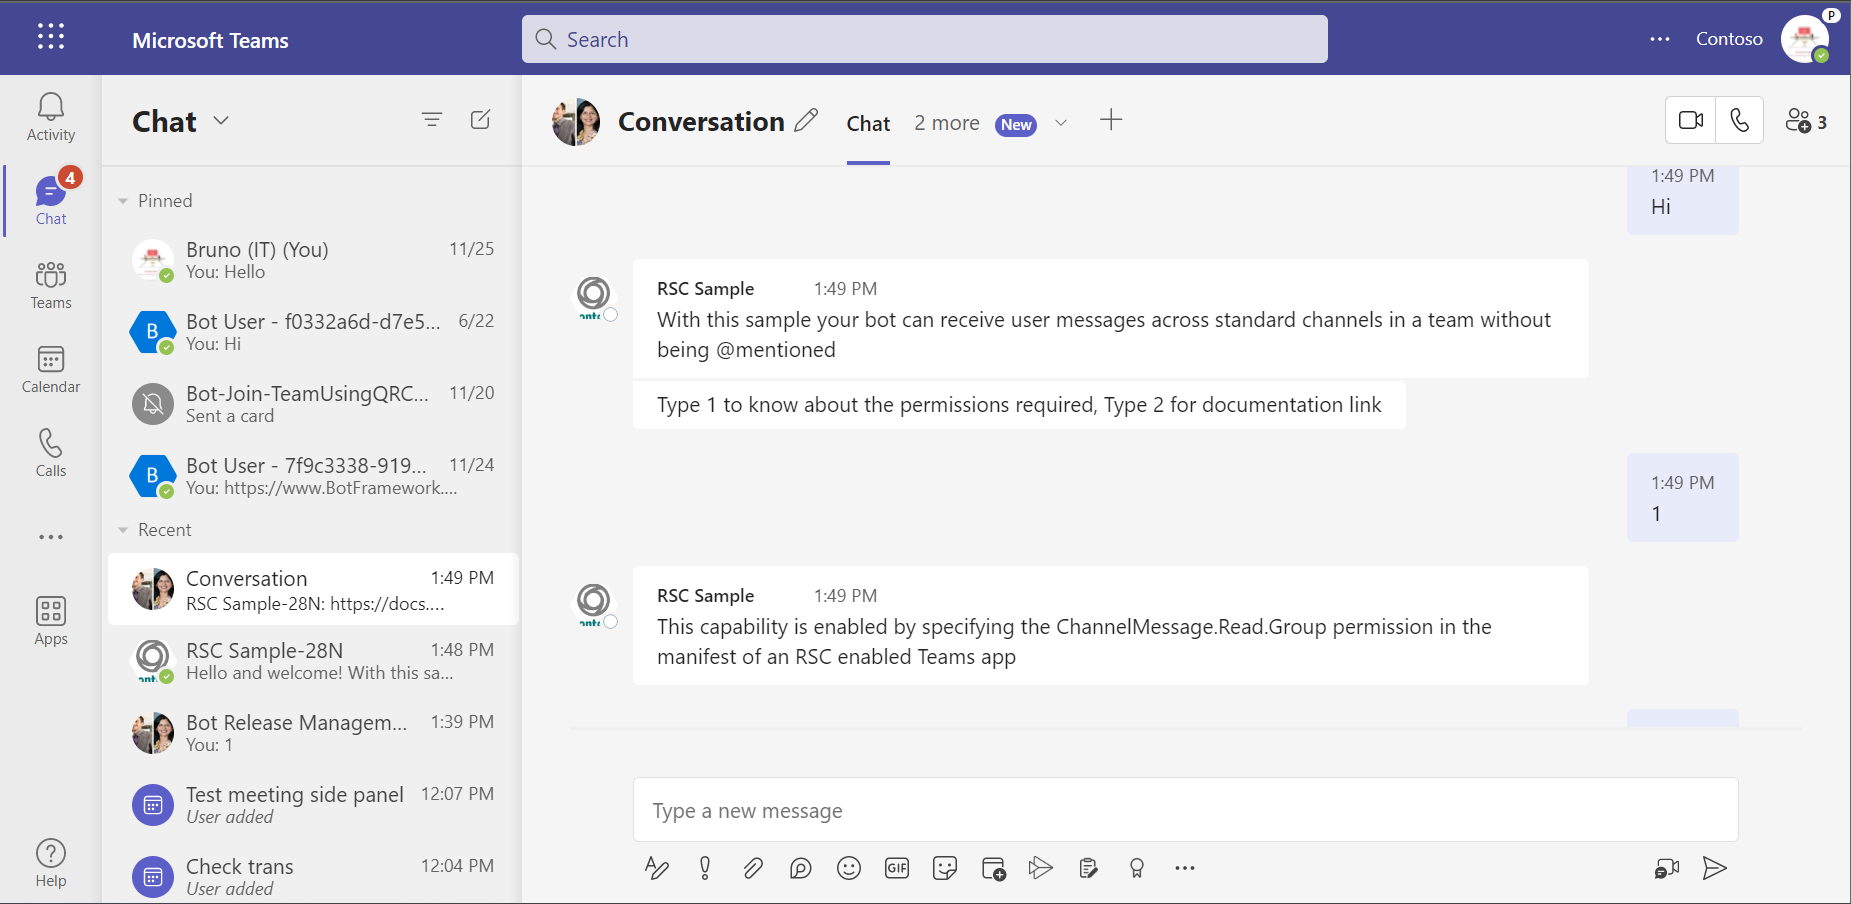 Microsoft Teams
Search
Contoso
P
Activity
4
Chat
Teams
Calendar
Calls
Apps
Help
Chat
Pinned
Bruno (IT) (You) 11/25
You: Hello
B
Bot User - f0332a6d-d7e5... 6/22
You: Hi
Bot-Join-TeamUsingQRC... 11/20
Sent a card
B
Bot User - 7f9c3338-919... 11/24
You: https://www.BotFramework....
Recent
Conversation 1:49 PM
RSC Sample-28N: https://docs....
RSC Sample-28N 1:48 PM
Hello and welcome! With this sa...
Bot Release Managem... 1:39 PM
You: 1
Test meeting side panel 12:07 PM
User added
Check trans 12:04 PM
User added
Conversation Chat 2 more New
3
1:49 PM
Hi
RSC Sample 1:49 PM
With this sample your bot can receive user messages across standard channels in a team without
being @mentioned
Type 1 to know about the permissions required, Type 2 for documentation link
1:49 PM
1
RSC Sample 1:49 PM
This capability is enabled by specifying the ChannelMessage.Read.Group permission in the
manifest of an RSC enabled Teams app
Type a new message
GIF